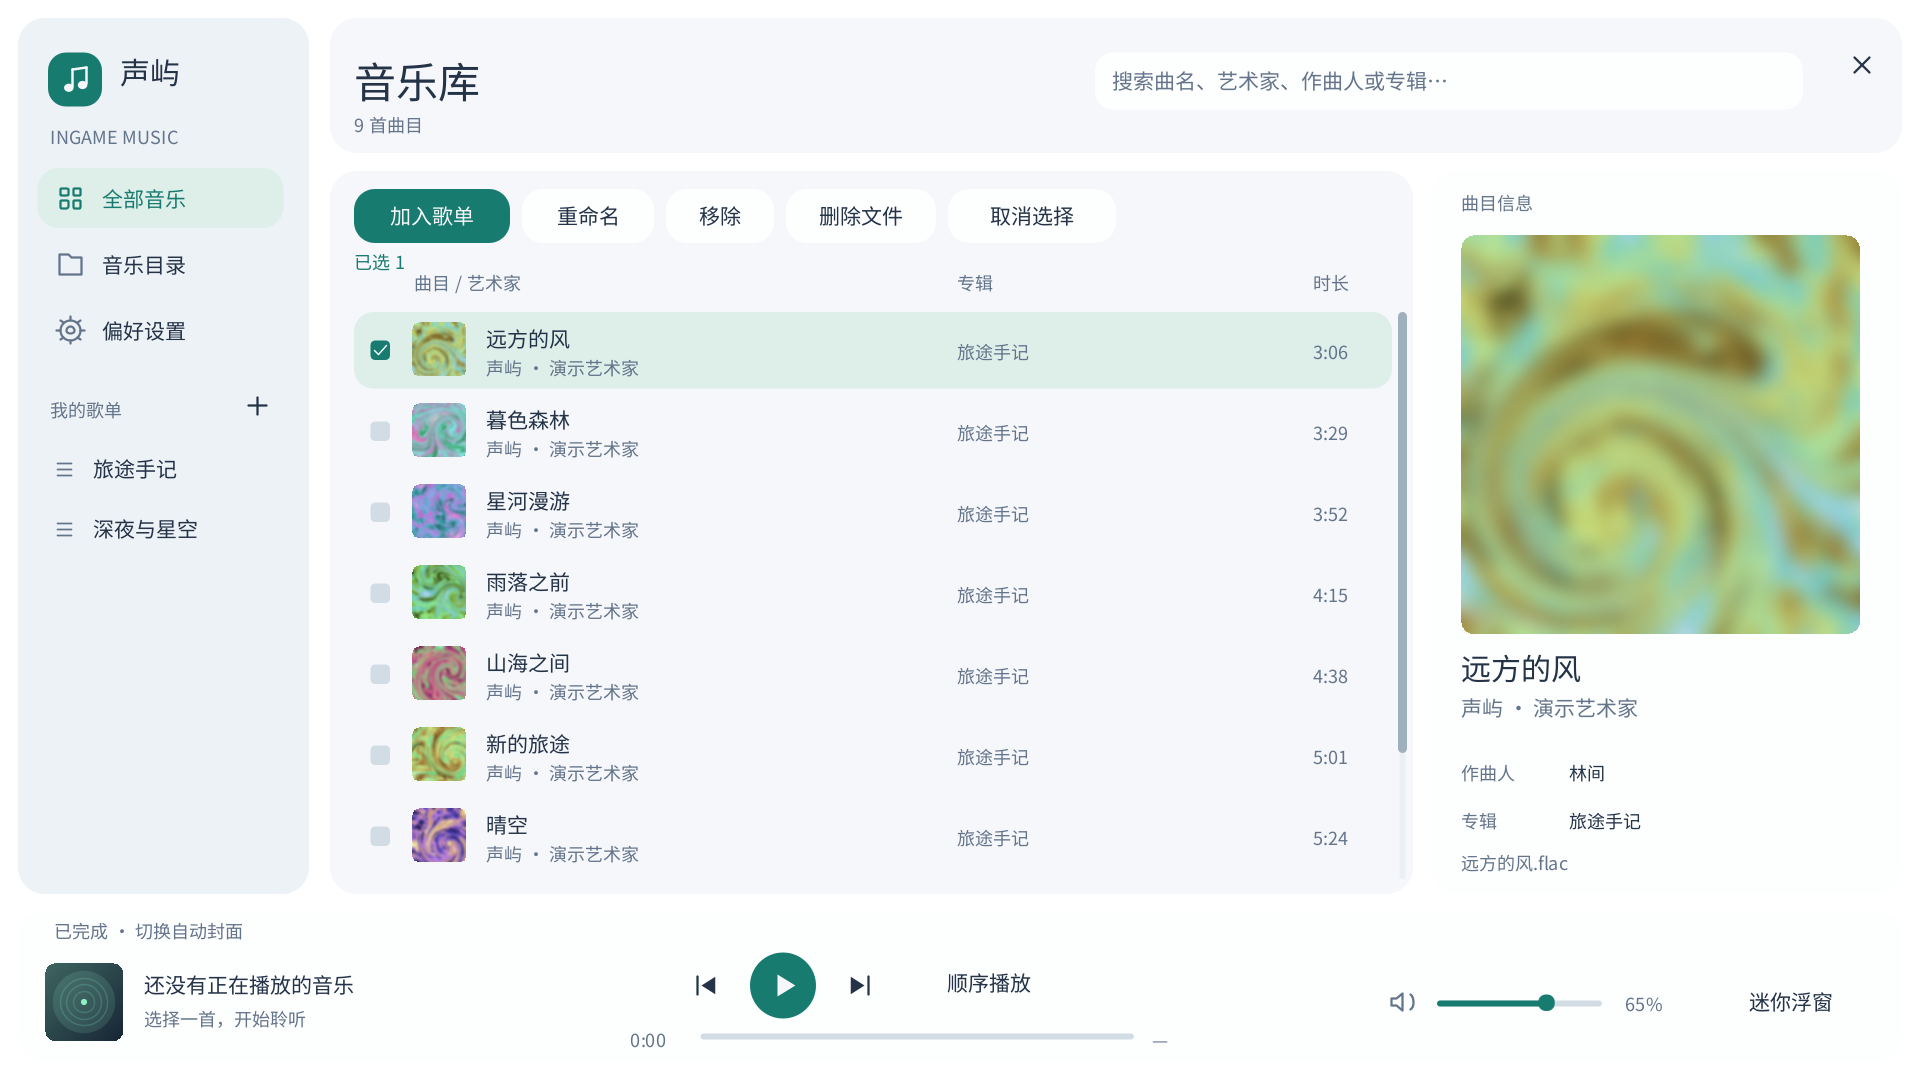 声屿
INGAME MUSIC
全部音乐
音乐目录
偏好设置
我的歌单
旅途手记
深夜与星空
音乐库
9 首曲目
搜索曲名、艺术家、作曲人或专辑…
加入歌单
重命名
移除
删除文件
取消选择
已选 1
曲目 / 艺术家
专辑
时长
远方的风
声屿 · 演示艺术家
旅途手记
3:06
暮色森林
声屿 · 演示艺术家
旅途手记
3:29
星河漫游
声屿 · 演示艺术家
旅途手记
3:52
雨落之前
声屿 · 演示艺术家
旅途手记
4:15
山海之间
声屿 · 演示艺术家
旅途手记
4:38
新的旅途
声屿 · 演示艺术家
旅途手记
5:01
晴空
声屿 · 演示艺术家
旅途手记
5:24
曲目信息
远方的风
声屿 · 演示艺术家
作曲人 林间
专辑 旅途手记
远方的风.flac
已完成 · 切换自动封面
还没有正在播放的音乐
选择一首，开始聆听
顺序播放
0:00
—
65%
迷你浮窗